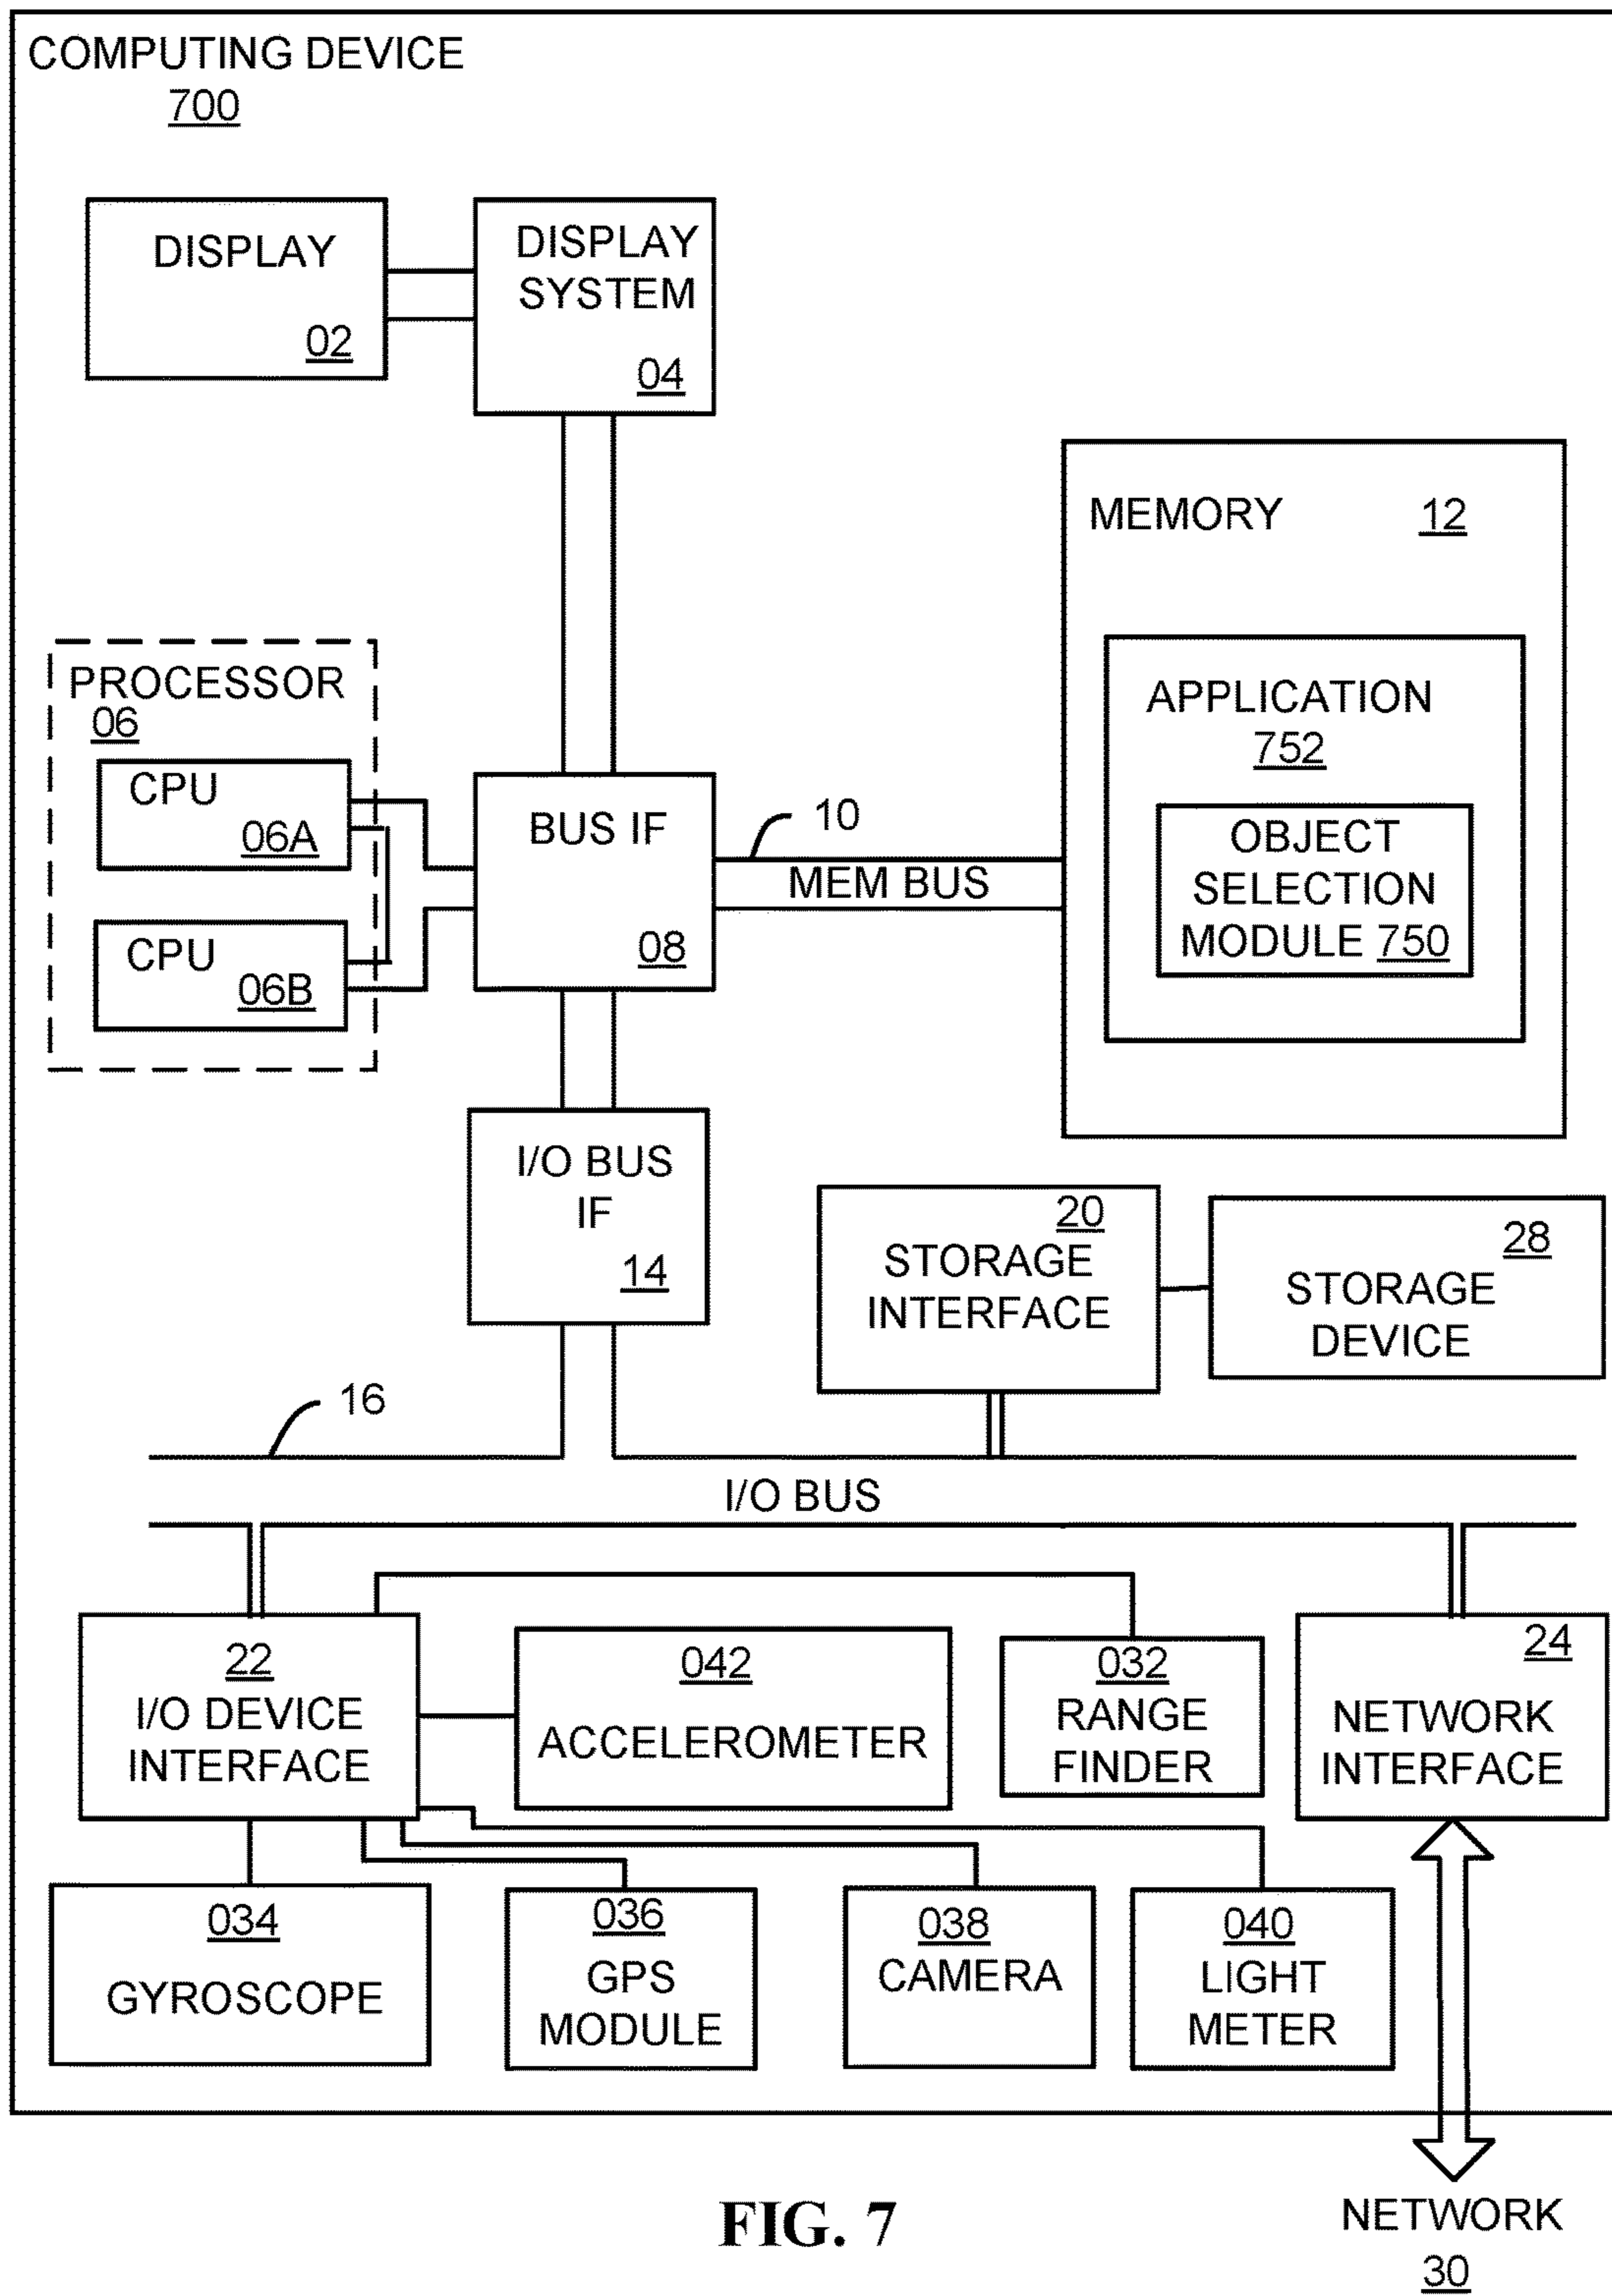 COMPUTING DEVICE
700
DISPLAY
02
DISPLAY
SYSTEM
04
MEMORY 12
APPLICATION
752
OBJECT
SELECTION
MODULE 750
PROCESSOR
06
CPU
06A
CPU
06B
BUS IF
08
10
MEM BUS
I/O BUS
IF
14
20
STORAGE
INTERFACE
28
STORAGE
DEVICE
16
I/O BUS
22
I/O DEVICE
INTERFACE
042
ACCELEROMETER
032
RANGE
FINDER
24
NETWORK
INTERFACE
034
GYROSCOPE
036
GPS
MODULE
038
CAMERA
040
LIGHT
METER
FIG. 7
NETWORK
30